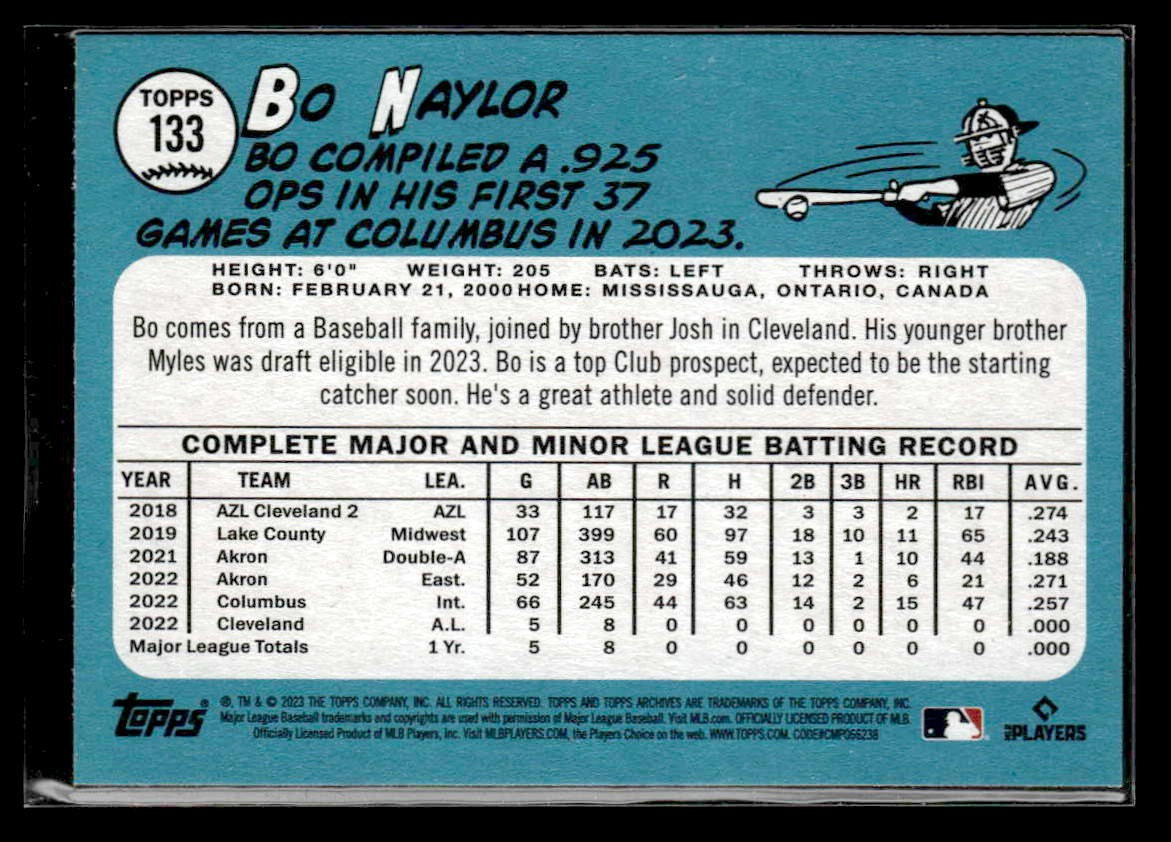 TOPPS
133
Bo Naylor
BO COMPILED A .925
OPS IN HIS FIRST 37
GAMES AT COLUMBUS IN 2023.
HEIGHT: 6'0" WEIGHT: 205 BATS: LEFT THROWS: RIGHT
BORN: FEBRUARY 21, 2000 HOME: MISSISSAUGA, ONTARIO, CANADA
Bo comes from a Baseball family, joined by brother Josh in Cleveland. His younger brother
Myles was draft eligible in 2023. Bo is a top Club prospect, expected to be the starting
catcher soon. He's a great athlete and solid defender.
COMPLETE MAJOR AND MINOR LEAGUE BATTING RECORD
YEAR TEAM LEA. G AB R H 2B 3B HR RBI AVG.
2018 AZL Cleveland 2 AZL 33 117 17 32 3 3 2 17 .274
2019 Lake County Midwest 107 399 60 97 18 10 11 65 .243
2021 Akron Double-A 87 313 41 59 13 1 10 44 .188
2022 Akron East. 52 170 29 46 12 2 6 21 .271
2022 Columbus Int. 66 245 44 63 14 2 15 47 .257
2022 Cleveland A.L. 5 8 0 0 0 0 0 0 .000
Major League Totals 1 Yr. 5 8 0 0 0 0 0 0 .000
topps®
®, TM & © 2023 THE TOPPS COMPANY, INC. ALL RIGHTS RESERVED. TOPPS AND TOPPS ARCHIVES ARE TRADEMARKS OF THE TOPPS COMPANY, INC.
Major League Baseball trademarks and copyrights are used with permission of Major League Baseball. Visit MLB.com. OFFICIALLY LICENSED PRODUCT OF MLB
Officially Licensed Product of MLB Players, Inc. Visit MLBPLAYERS.COM, the Players Choice on the web. WWW.TOPPS.COM. CODE#CMP066238
MLB PLAYERS